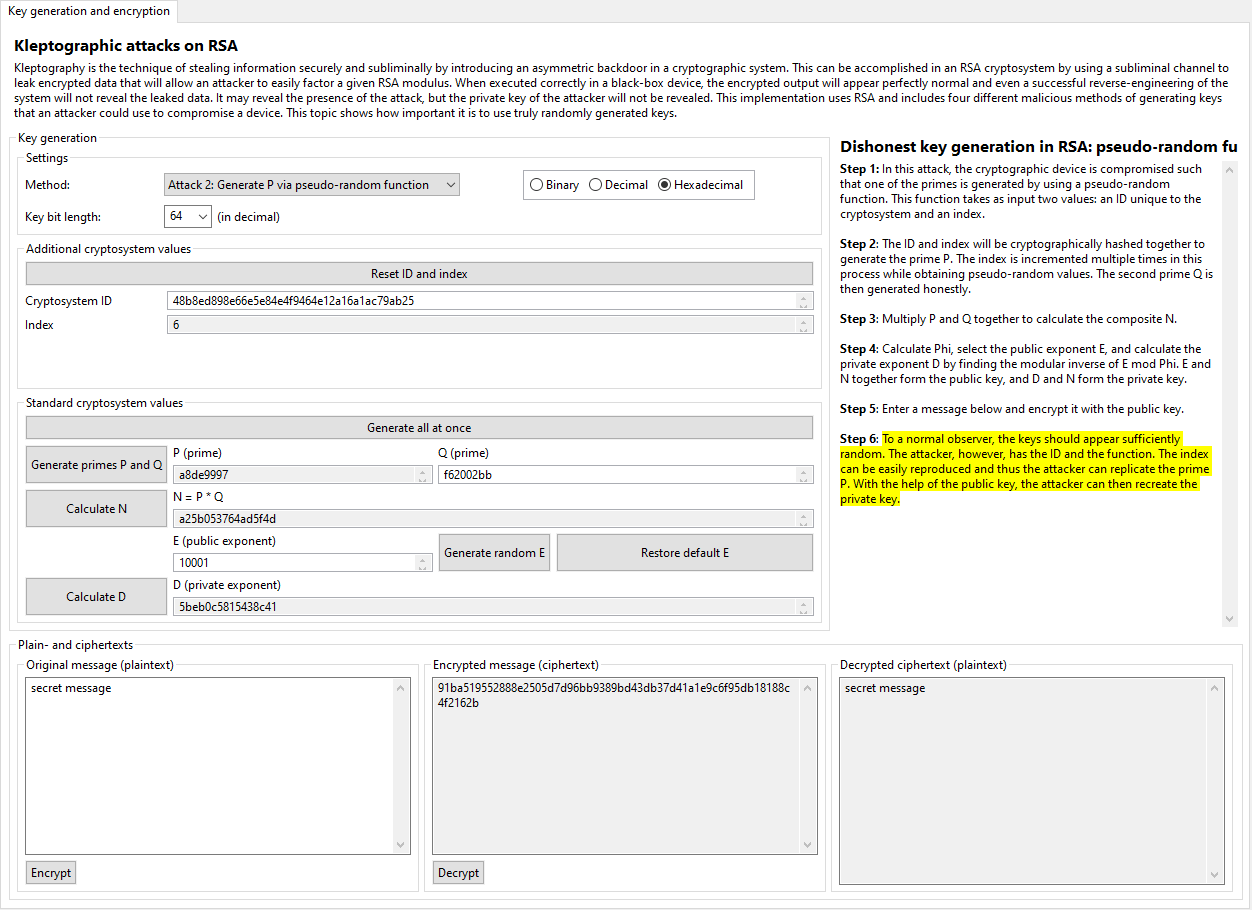 Key generation and encryption
Kleptographic attacks on RSA
Kleptography is the technique of stealing information securely and subliminally by introducing an asymmetric backdoor in a cryptographic system. This can be accomplished in an RSA cryptosystem by using a subliminal channel to
leak encrypted data that will allow an attacker to easily factor a given RSA modulus. When executed correctly in a black-box device, the encrypted output will appear perfectly normal and even a successful reverse-engineering of the
system will not reveal the leaked data. It may reveal the presence of the attack, but the private key of the attacker will not be revealed. This implementation uses RSA and includes four different malicious methods of generating keys
that an attacker could use to compromise a device. This topic shows how important it is to use truly randomly generated keys.
Key generation
Settings
Method:
Attack 2: Generate P via pseudo-random function
Binary
Decimal
Hexadecimal
Key bit length:
64
(in decimal)
Additional cryptosystem values
Reset ID and index
Cryptosystem ID
48b8ed898e66e5e84e4f9464e12a16a1ac79ab25
Index
6
Standard cryptosystem values
Generate all at once
Generate primes P and Q
P (prime)
a8de9997
Q (prime)
f62002bb
Calculate N
N = P * Q
a25b053764ad5f4d
E (public exponent)
10001
Generate random E
Restore default E
Calculate D
D (private exponent)
5beb0c5815438c41
Dishonest key generation in RSA: pseudo-random fu
Step 1: In this attack, the cryptographic device is compromised such
that one of the primes is generated by using a pseudo-random
function. This function takes as input two values: an ID unique to the
cryptosystem and an index.
Step 2: The ID and index will be cryptographically hashed together to
generate the prime P. The index is incremented multiple times in this
process while obtaining pseudo-random values. The second prime Q is
then generated honestly.
Step 3: Multiply P and Q together to calculate the composite N.
Step 4: Calculate Phi, select the public exponent E, and calculate the
private exponent D by finding the modular inverse of E mod Phi. E and
N together form the public key, and D and N form the private key.
Step 5: Enter a message below and encrypt it with the public key.
Step 6: To a normal observer, the keys should appear sufficiently
random. The attacker, however, has the ID and the function. The index
can be easily reproduced and thus the attacker can replicate the prime
P. With the help of the public key, the attacker can then recreate the
private key.
Plain- and ciphertexts
Original message (plaintext)
secret message
Encrypt
Encrypted message (ciphertext)
91ba519552888e2505d7d96bb9389bd43db37d41a1e9c6f95db18188c
4f2162b
Decrypt
Decrypted ciphertext (plaintext)
secret message